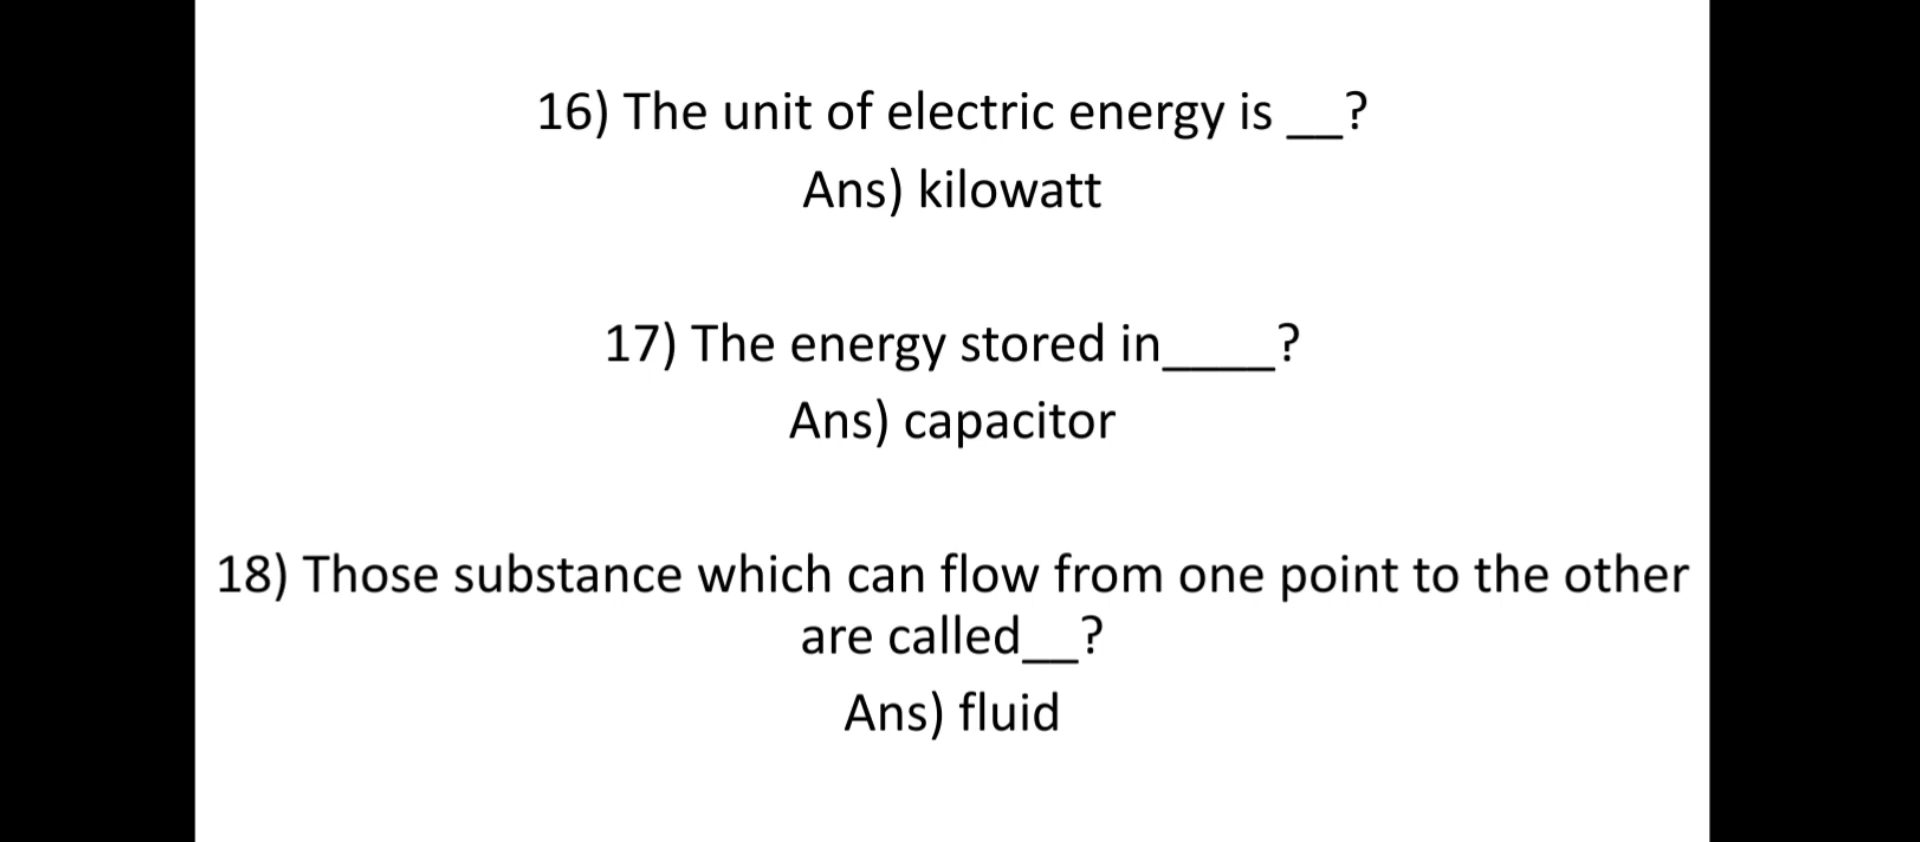 16) The unit of electric energy is __?
Ans) kilowatt
17) The energy stored in____?
Ans) capacitor
18) Those substance which can flow from one point to the other
are called__?
Ans) fluid